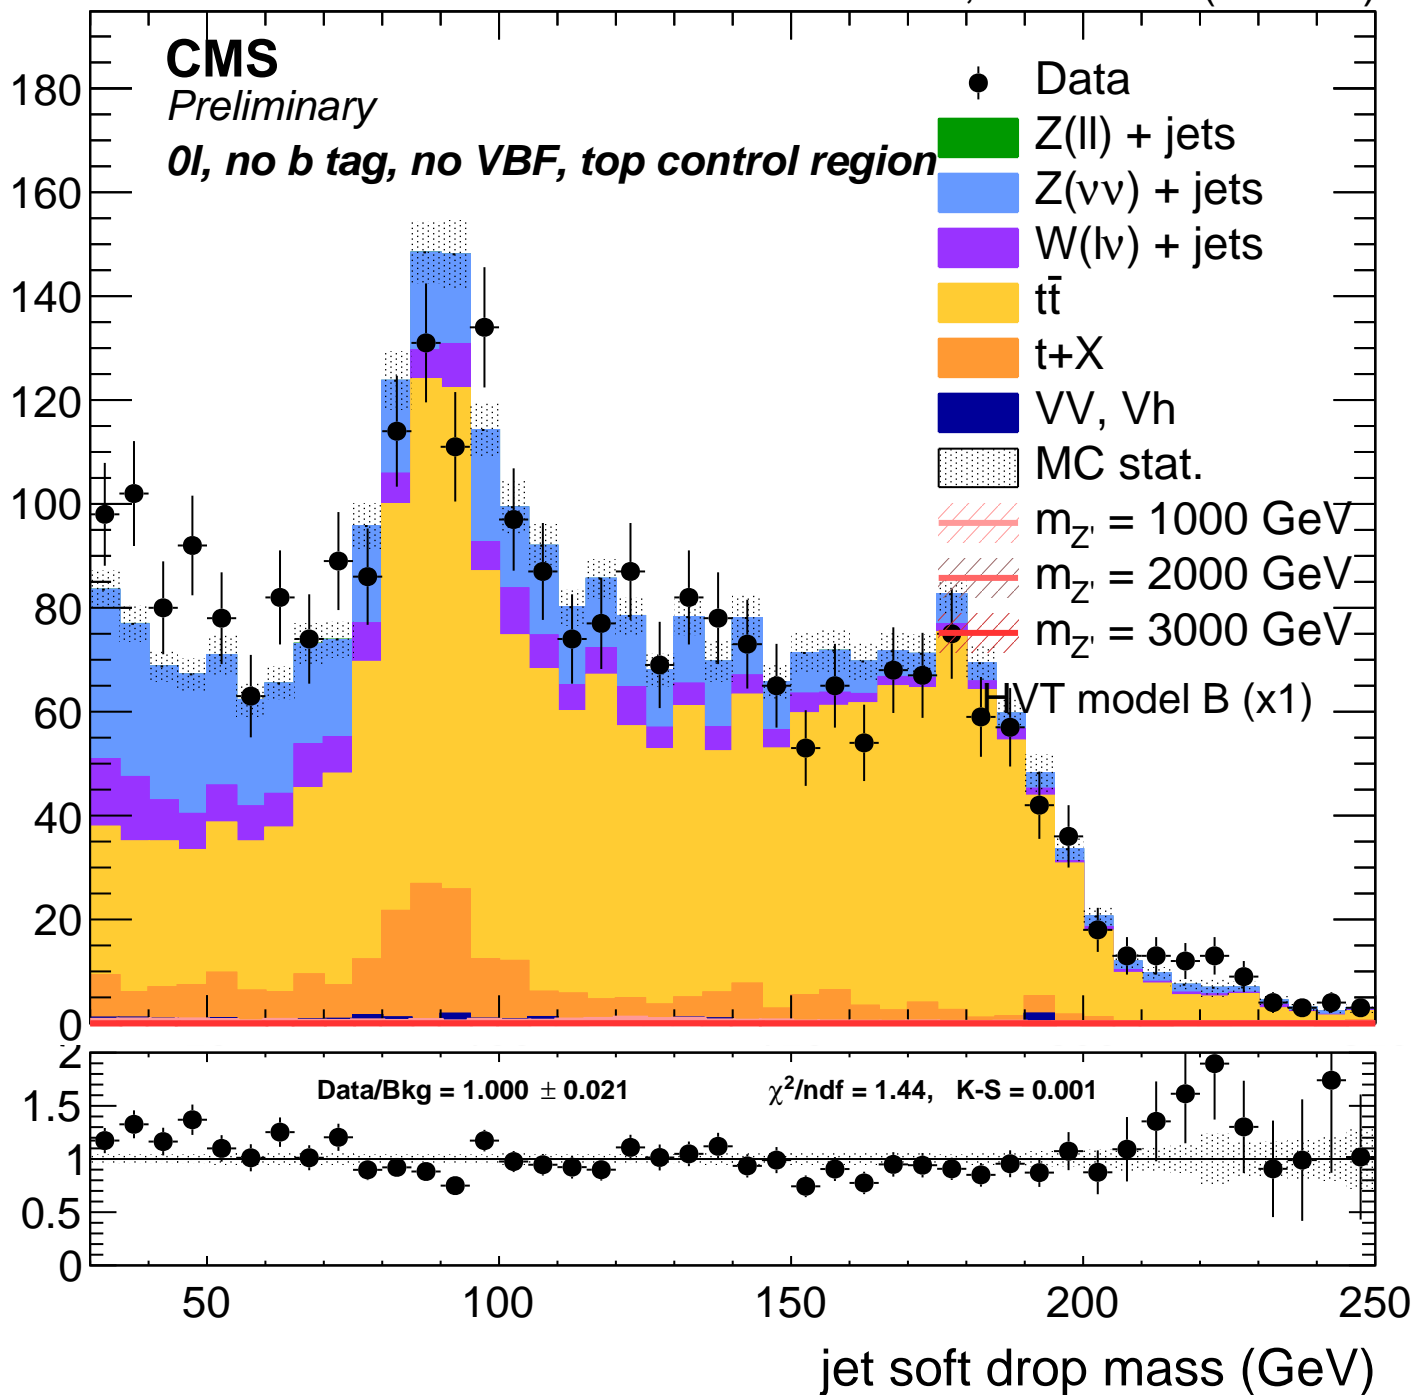 CMS
Preliminary
0l, no b tag, no VBF, top control region
Data
Z(ll) + jets
Z(νν) + jets
W(lν) + jets
tt̄
t+X
VV, Vh
MC stat.
m_Z' = 1000 GeV
m_Z' = 2000 GeV
m_Z' = 3000 GeV
HVT model B (x1)
180
160
140
120
100
80
60
40
20
0
2
1.5
1
0.5
0
Data/Bkg = 1.000 ± 0.021
χ²/ndf = 1.44, K-S = 0.001
50 100 150 200 250
jet soft drop mass (GeV)